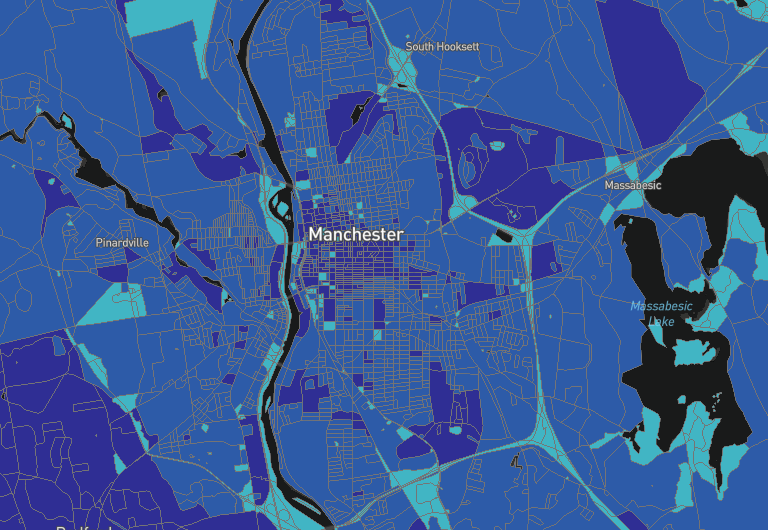 South Hooksett
Massabesic
Manchester
Pinardville
Massabesic
Lake